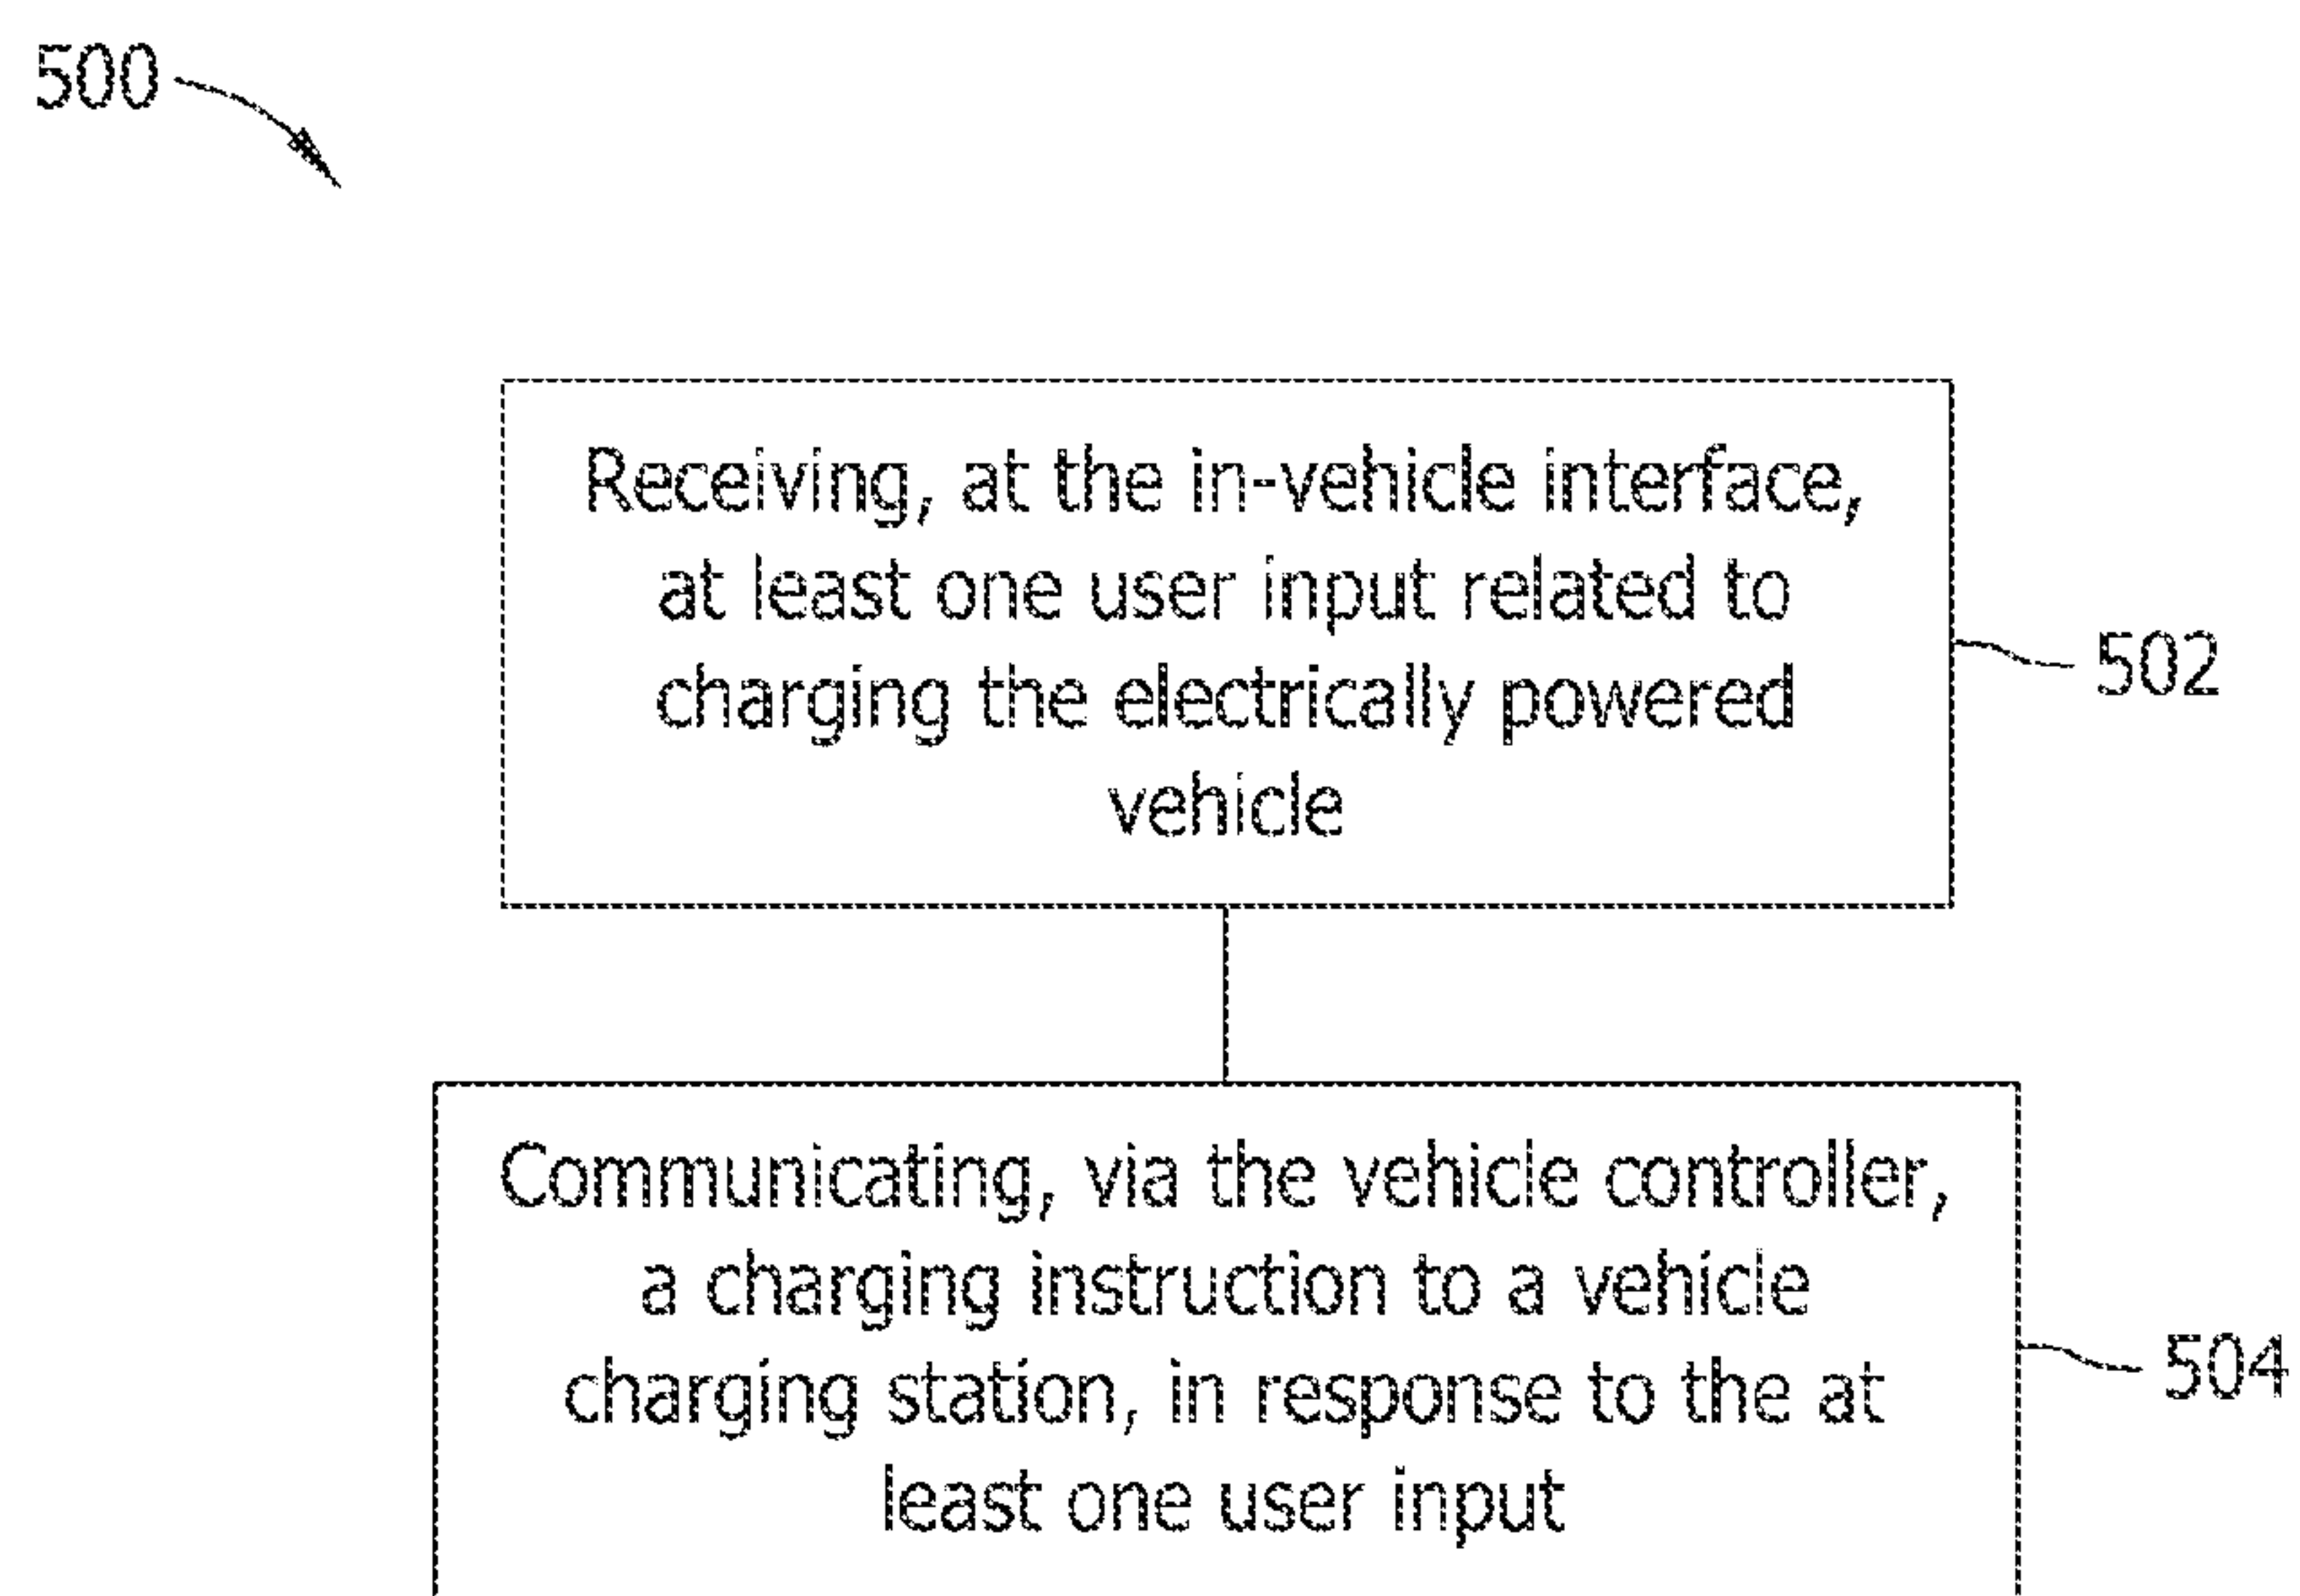 500
Receiving, at the in-vehicle interface,
at least one user input related to
charging the electrically powered
vehicle
502
Communicating, via the vehicle controller,
a charging instruction to a vehicle
charging station, in response to the at
least one user input
504